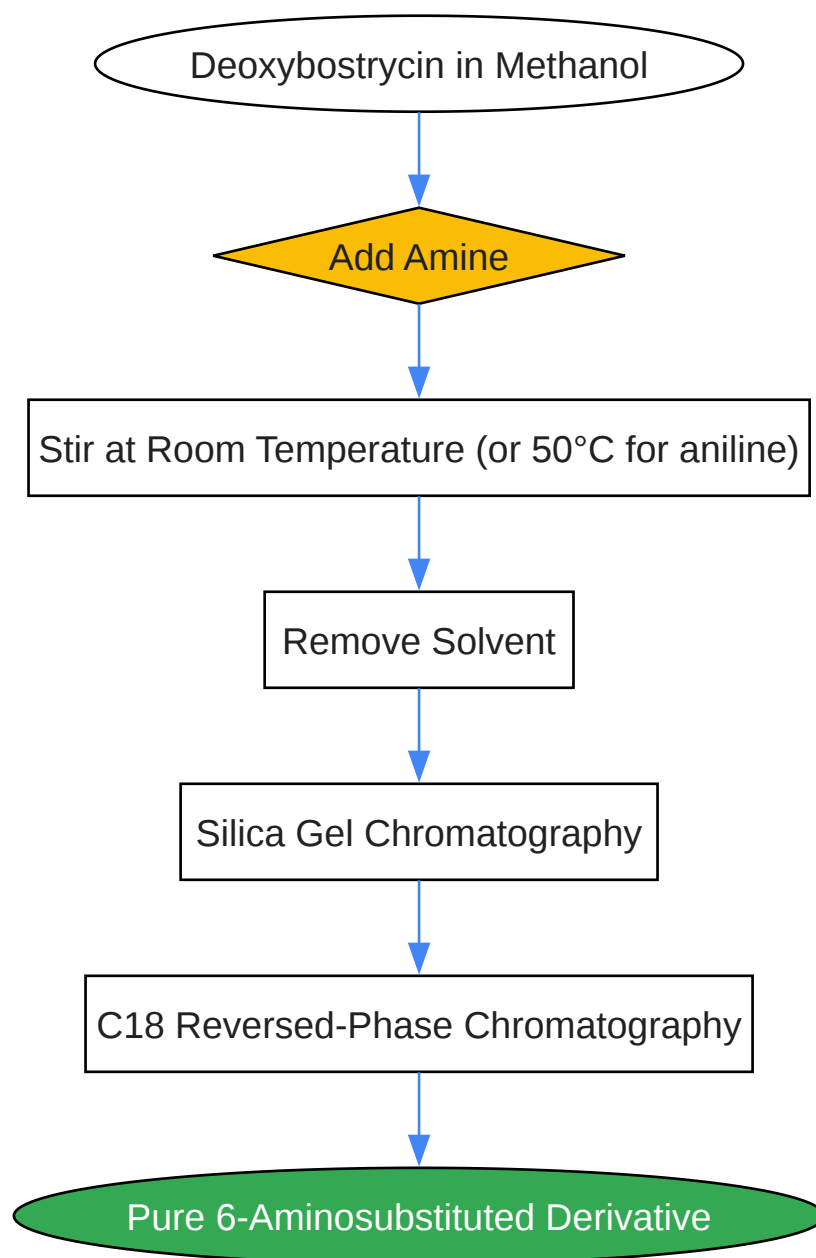 Deoxybostrycin in Methanol
Add Amine
Stir at Room Temperature (or 50°C for aniline)
Remove Solvent
Silica Gel Chromatography
C18 Reversed-Phase Chromatography
Pure 6-Aminosubstituted Derivative